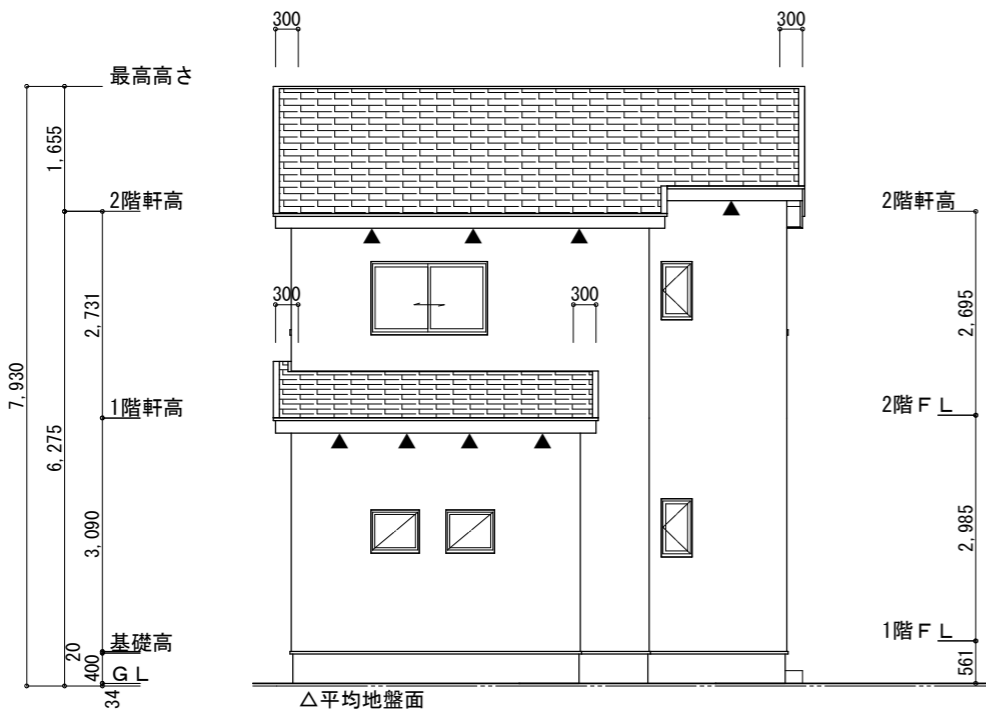 300
300
最高高さ
1,655
2階軒高
2階軒高
300
300
2,731
2,695
7,930
1階軒高
2階ＦＬ
6,275
3,090
2,985
基礎高
1階ＦＬ
20
400
561
ＧＬ
34
△平均地盤面